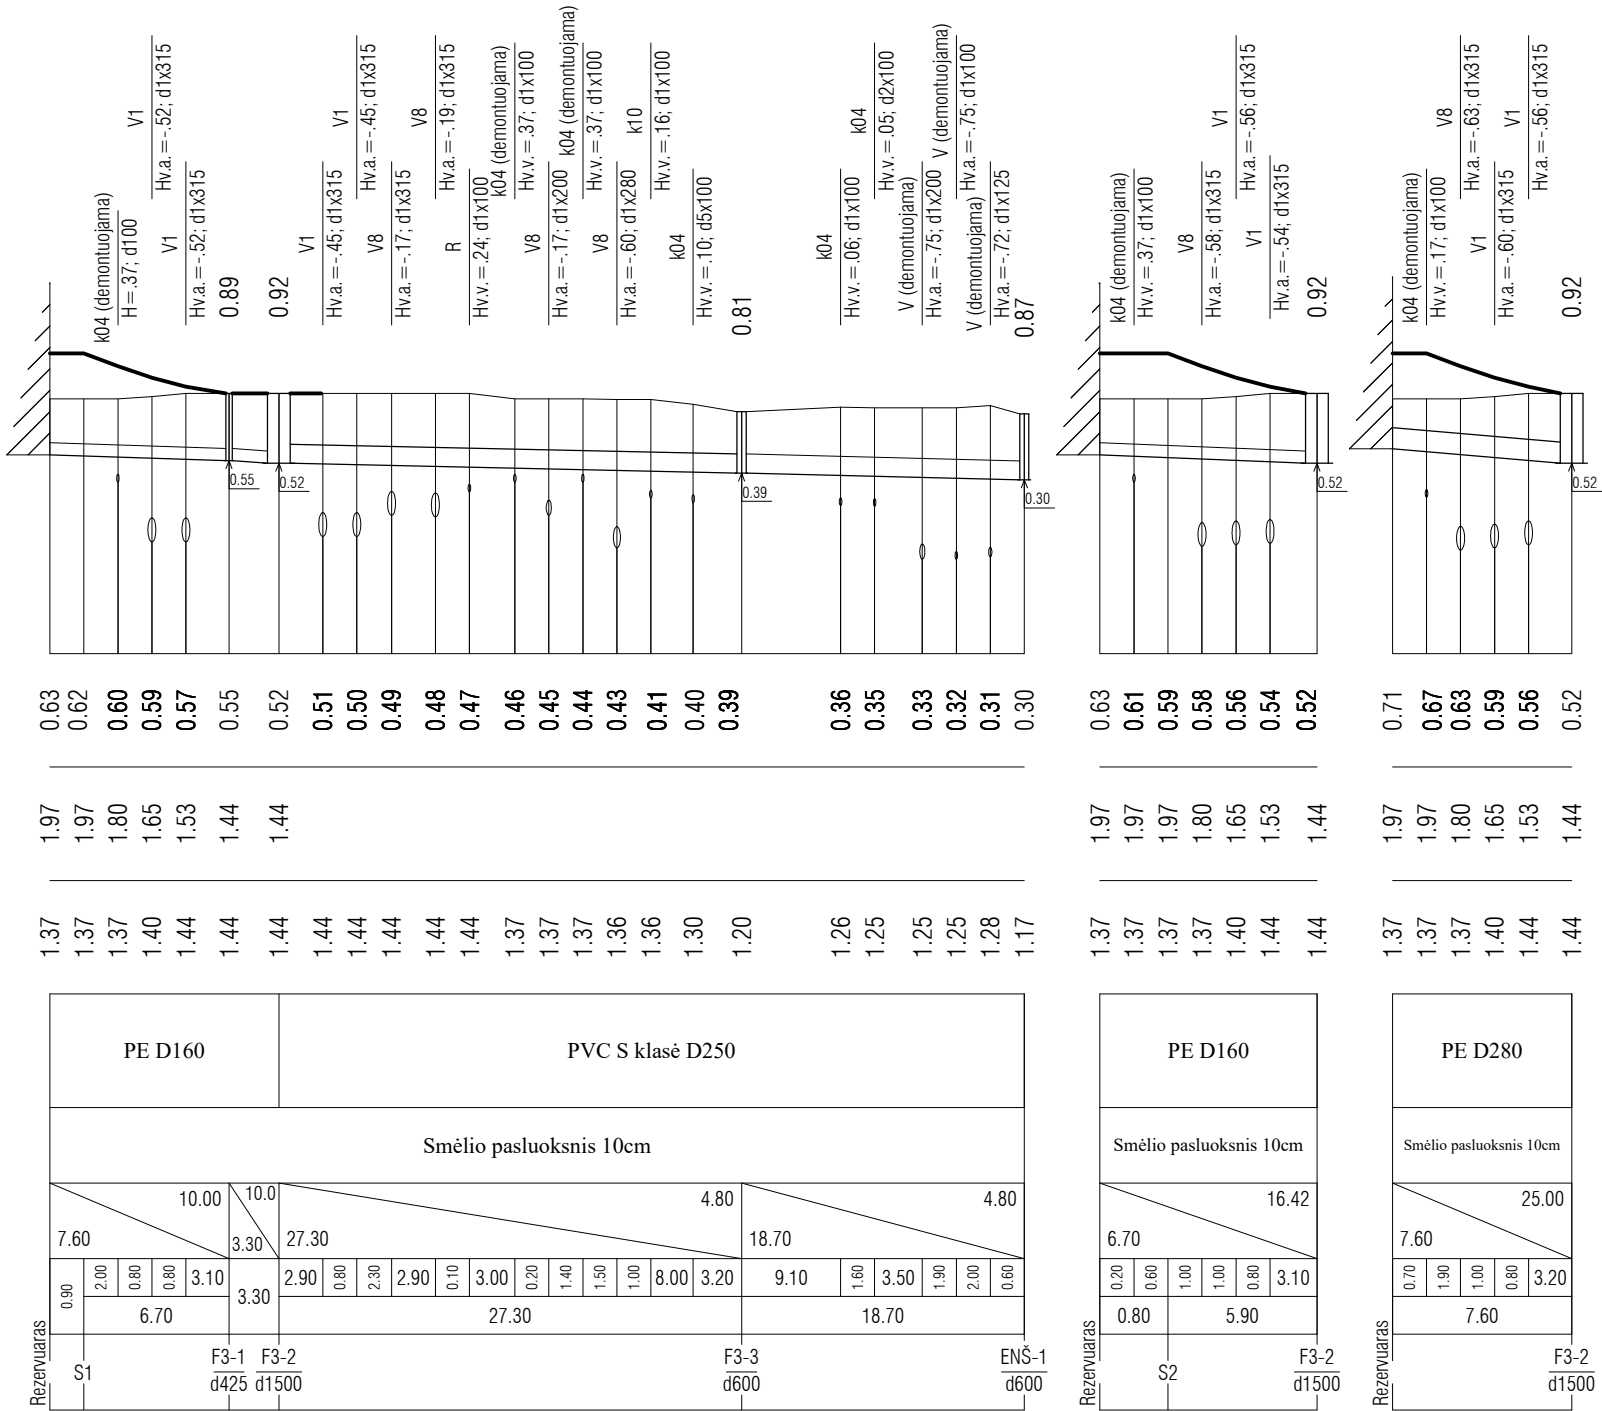 k04 (demontuojama)
H=.37; d100
V1
Hv.a.=-.52; d1x315
V1
Hv.a.=-.52; d1x315
0.89
0.92
V1
Hv.a.=-.45; d1x315
V1
Hv.a.=-.45; d1x315
V8
Hv.a.=-.17; d1x315
V8
Hv.a.=-.19; d1x315
R
Hv.v.=.24; d1x100
k04 (demontuojama)
Hv.v.=.37; d1x100
V8
Hv.a.=-.17; d1x200
k04 (demontuojama)
Hv.v.=.37; d1x100
V8
Hv.a.=-.60; d1x280
k10
Hv.v.=.16; d1x100
k04
Hv.v.=.10; d5x100
0.81
k04
Hv.v.=.06; d1x100
k04
Hv.v.=.05; d2x100
V (demontuojama)
Hv.a.=-.75; d1x200
V (demontuojama)
Hv.a.=-.75; d1x100
V (demontuojama)
Hv.a.=-.72; d1x125
0.87
k04 (demontuojama)
Hv.v.=.37; d1x100
V8
Hv.a.=-.58; d1x315
V1
Hv.a.=-.56; d1x315
V1
Hv.a.=-.54; d1x315
0.92
k04 (demontuojama)
Hv.v.=.17; d1x100
V8
Hv.a.=-.63; d1x315
V1
Hv.a.=-.60; d1x315
V1
Hv.a.=-.56; d1x315
0.92
0.55
0.52
0.39
0.30
0.52
0.52
0.63 0.62 0.60 0.59 0.57 0.55 0.52 0.51 0.50 0.49 0.48 0.47 0.46 0.45 0.44 0.43 0.41 0.40 0.39 0.36 0.35 0.33 0.32 0.31 0.30
0.63 0.61 0.59 0.58 0.56 0.54 0.52
0.71 0.67 0.63 0.59 0.56 0.52
1.97 1.97 1.80 1.65 1.53 1.44 1.44
1.97 1.97 1.97 1.80 1.65 1.53 1.44
1.97 1.97 1.80 1.65 1.53 1.44
1.37 1.37 1.37 1.40 1.44 1.44 1.44 1.44 1.44 1.44 1.44 1.44 1.37 1.37 1.37 1.36 1.36 1.30 1.20 1.26 1.25 1.25 1.25 1.28 1.17
1.37 1.37 1.37 1.37 1.40 1.44 1.44
1.37 1.37 1.37 1.40 1.44 1.44
PE D160
PVC S klasė D250
PE D160
PE D280
Smėlio pasluoksnis 10cm
Smėlio pasluoksnis 10cm
Smėlio pasluoksnis 10cm
10.00
7.60
10.0
3.30
4.80
27.30
4.80
18.70
16.42
6.70
25.00
7.60
0.90 2.00 0.80 0.80 3.10 3.30 2.90 0.80 2.30 2.90 0.10 3.00 0.20 1.40 1.50 1.00 8.00 3.20 9.10 1.60 3.50 1.90 2.00 0.60
0.20 0.60 1.00 1.00 0.80 3.10
0.70 1.90 1.00 0.80 3.20
6.70 27.30 18.70
0.80 5.90
7.60
Rezervuaras
S1
F3-1
d425
F3-2
d1500
F3-3
d600
ENŠ-1
d600
Rezervuaras
S2
F3-2
d1500
Rezervuaras
F3-2
d1500